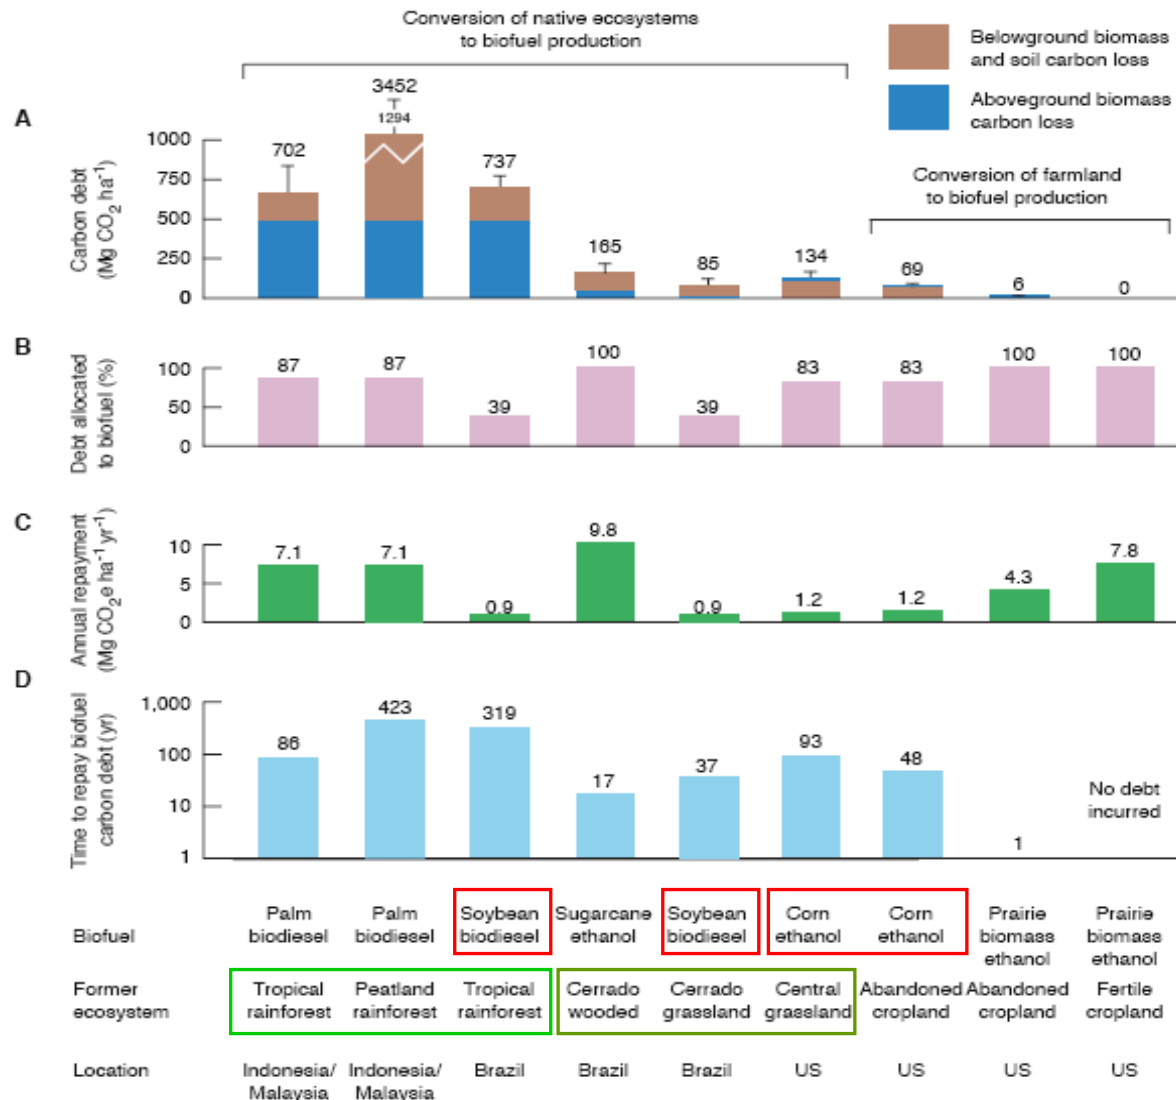 Conversion of native ecosystems
to biofuel production
Belowground biomass
and soil carbon loss
Aboveground biomass
carbon loss
Conversion of farmland
to biofuel production
A
Carbon debt
(Mg CO2 ha-1)
1000
750
500
250
0
702
3452
1294
737
165
85
134
69
6
0
B
Debt allocated
to biofuel (%)
100
50
0
87
87
39
100
39
83
83
100
100
C
Annual repayment
(Mg CO2e ha-1 yr-1)
10
5
0
7.1
7.1
0.9
9.8
0.9
1.2
1.2
4.3
7.8
D
Time to repay biofuel
carbon debt (yr)
1,000
100
10
1
86
423
319
17
37
93
48
1
No debt
incurred
Biofuel
Palm
biodiesel
Palm
biodiesel
Soybean
biodiesel
Sugarcane
ethanol
Soybean
biodiesel
Corn
ethanol
Corn
ethanol
Prairie
biomass
ethanol
Prairie
biomass
ethanol
Former
ecosystem
Tropical
rainforest
Peatland
rainforest
Tropical
rainforest
Cerrado
wooded
Cerrado
grassland
Central
grassland
Abandoned
cropland
Abandoned
cropland
Fertile
cropland
Location
Indonesia/
Malaysia
Indonesia/
Malaysia
Brazil
Brazil
Brazil
US
US
US
US